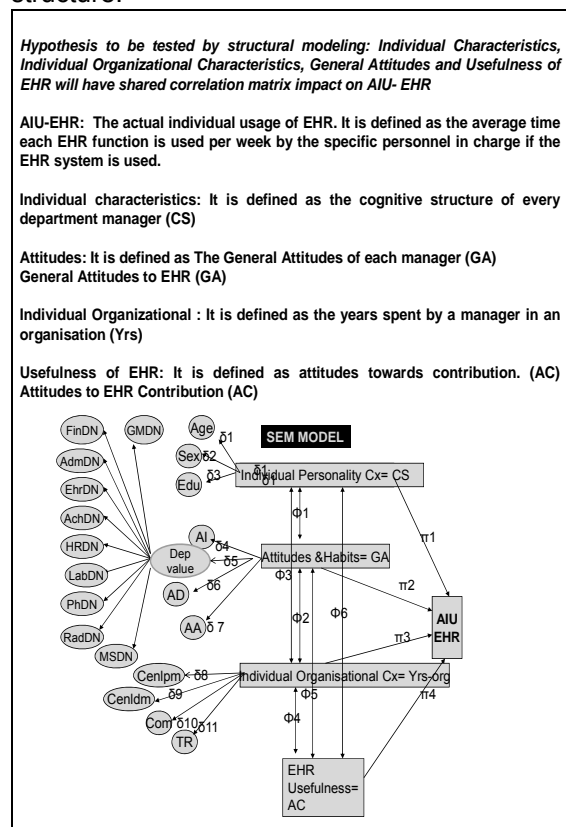 structure:
Hypothesis to be tested by structural modeling: Individual Characteristics,
Individual Organizational Characteristics, General Attitudes and Usefulness of
EHR will have shared correlation matrix impact on AIU- EHR
AIU-EHR: The actual individual usage of EHR. It is defined as the average time
each EHR function is used per week by the specific personnel in charge if the
EHR system is used.
Individual characteristics: It is defined as the cognitive structure of every
department manager (CS)
Attitudes: It is defined as The General Attitudes of each manager (GA)
General Attitudes to EHR (GA)
Individual Organizational : It is defined as the years spent by a manager in an
organisation (Yrs)
Usefulness of EHR: It is defined as attitudes towards contribution. (AC)
Attitudes to EHR Contribution (AC)
FinDN
GMDN
Age
δ1
SEM MODEL
AdmDN
Sex
δ2
EhrDN
Edu
δ3
δ1
δ1
Individual Personality Cx= CS
AchDN
Φ1
π1
HRDN
AI
δ4
Dep
value
δ5
Attitudes &Habits= GA
LabDN
Φ3
π2
PhDN
AD
δ6
Φ2
Φ6
AIU
EHR
RadDN
AA
δ 7
π3
MSDN
CenIpm
δ8
Individual Organisational Cx= Yrs-org
CenIdm
δ9
Φ5
π4
Com
δ10
δ11
Φ4
TR
EHR
Usefulness=
AC